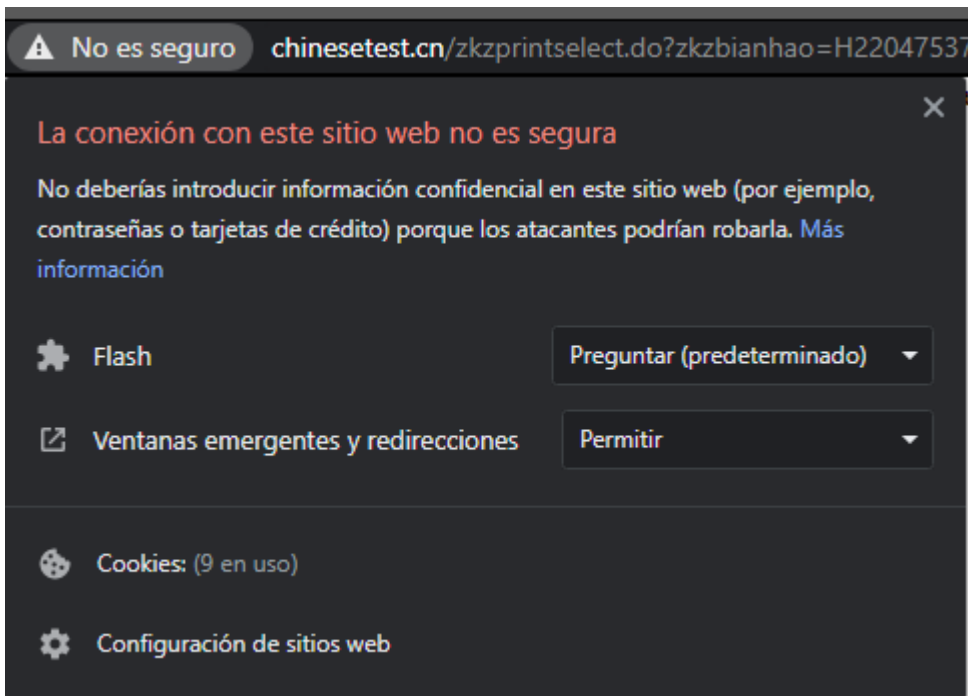 No es seguro chinesetest.cn/zkzprintselect.do?zkzbianhao=H22047537
La conexión con este sitio web no es segura
No deberías introducir información confidencial en este sitio web (por ejemplo,
contraseñas o tarjetas de crédito) porque los atacantes podrían robarla. Más
información
Flash Preguntar (predeterminado)
Ventanas emergentes y redirecciones Permitir
Cookies: (9 en uso)
Configuración de sitios web